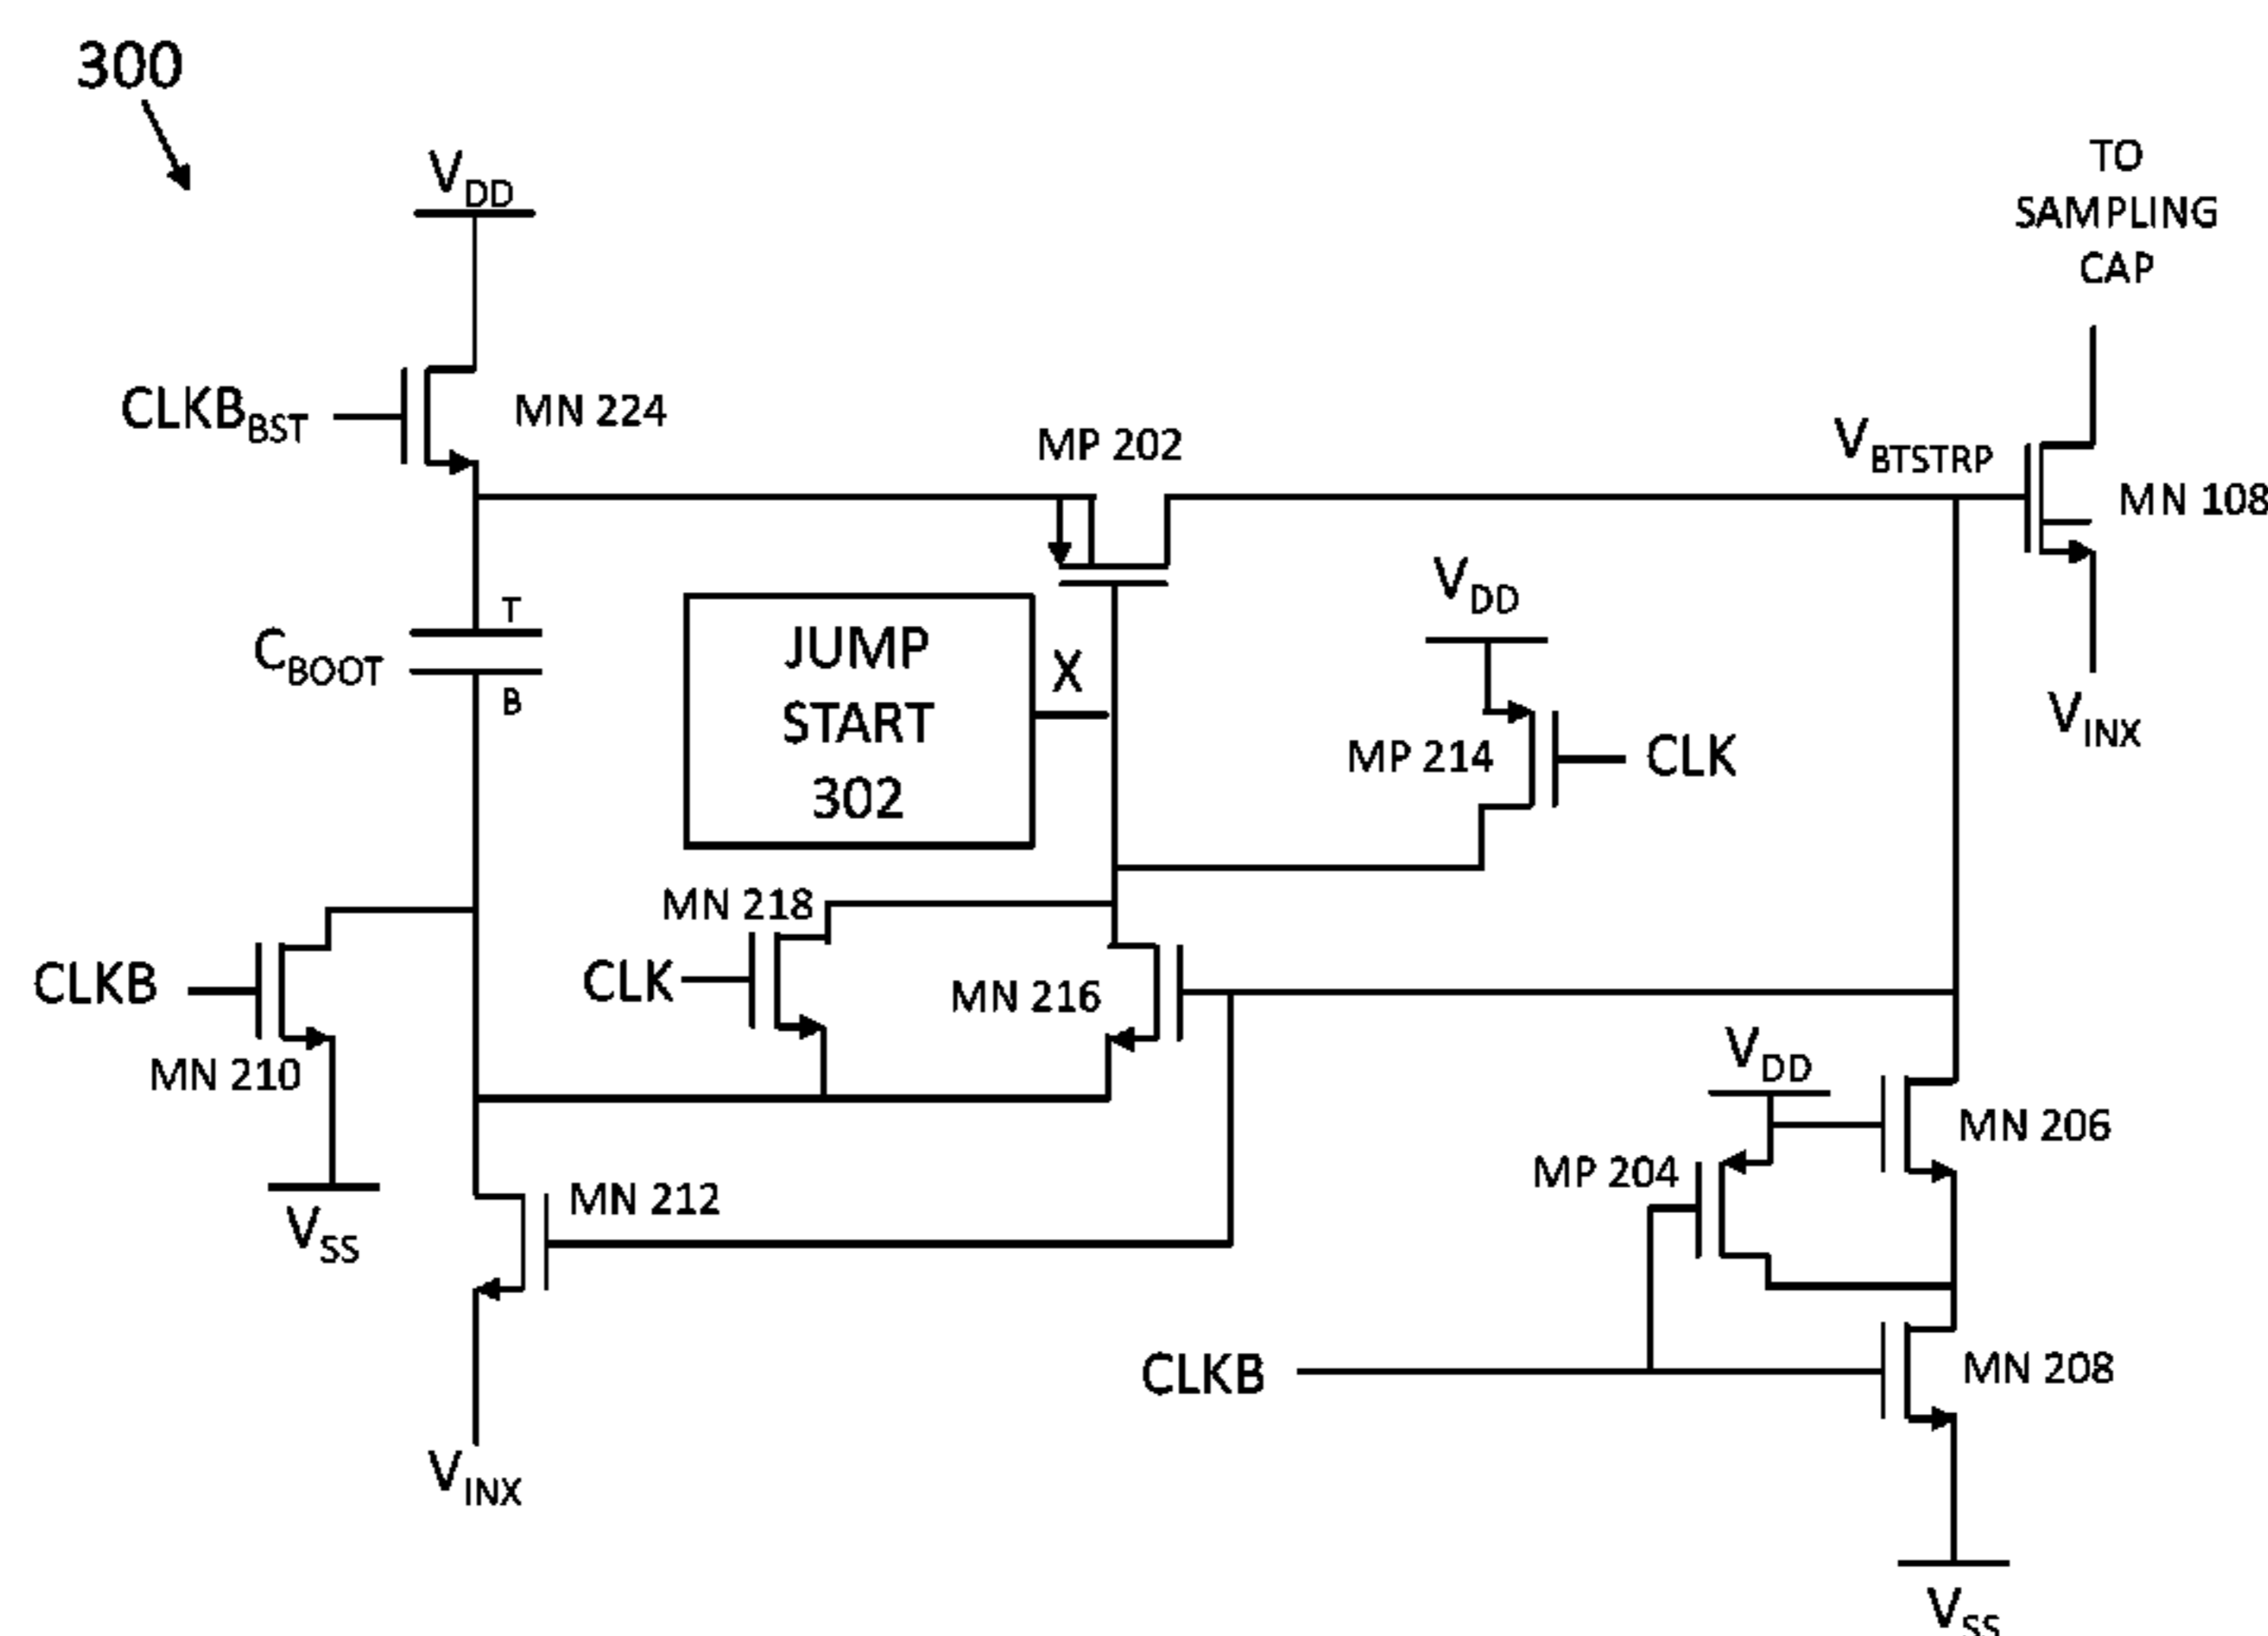 300
VDD
TO
SAMPLING
CAP
CLKBBST
MN 224
MP 202
VBTSTRP
MN 108
CBOOT
T
B
JUMP
START
302
X
VDD
MP 214
CLK
VINX
MN 218
CLK
MN 216
CLKB
MN 210
VSS
MN 212
VDD
MN 206
MP 204
CLKB
MN 208
VINX
VSS